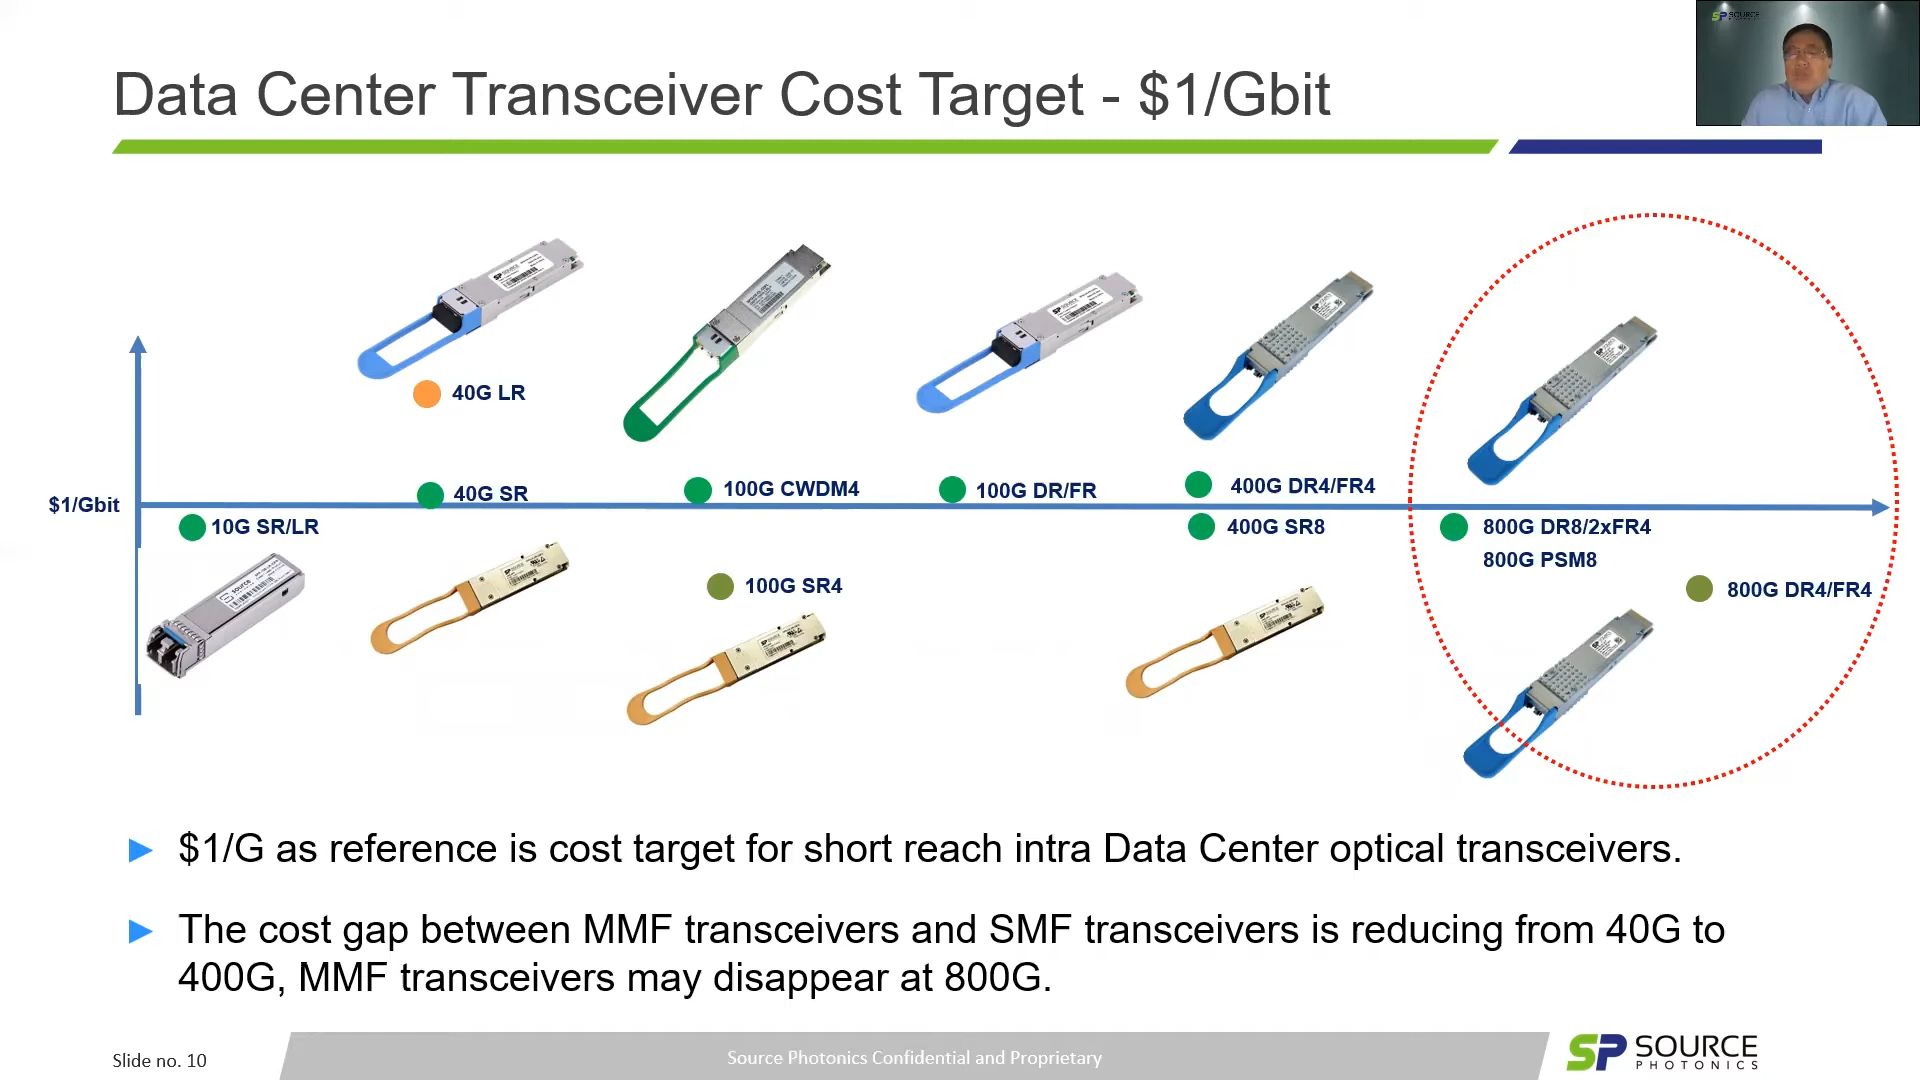 SP SOURCE
Data Center Transceiver Cost Target - $1/Gbit
40G LR
$1/Gbit
40G SR
100G CWDM4
100G DR/FR
400G DR4/FR4
10G SR/LR
400G SR8
800G DR8/2xFR4
800G PSM8
100G SR4
800G DR4/FR4
► $1/G as reference is cost target for short reach intra Data Center optical transceivers.
► The cost gap between MMF transceivers and SMF transceivers is reducing from 40G to
400G, MMF transceivers may disappear at 800G.
Slide no. 10
Source Photonics Confidential and Proprietary
SP SOURCE
PHOTONICS